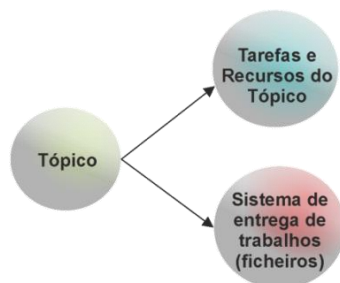 Tarefas e
Recursos do
Tópico
Tópico
Sistema de
entrega de
trabalhos
(ficheiros)